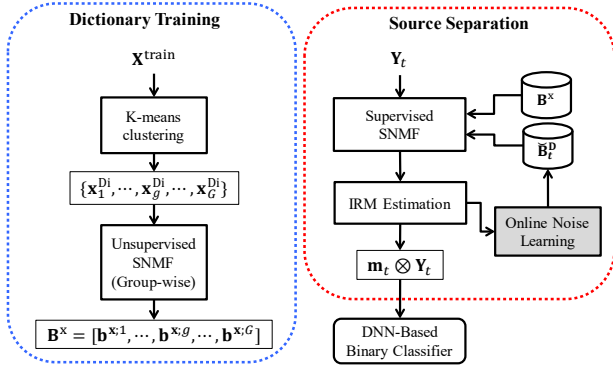 Dictionary Training
X^train
K-means
clustering
{x_1^Di, ⋯, x_g^Di, ⋯, x_G^Di}
Unsupervised
SNMF
(Group-wise)
B^x = [b^x;1, ⋯, b^x;g, ⋯, b^x;G]
Source Separation
Y_t
Supervised
SNMF
B^x
B̆_t^D
IRM Estimation
Online Noise
Learning
m_t ⊗ Y_t
DNN-Based
Binary Classifier